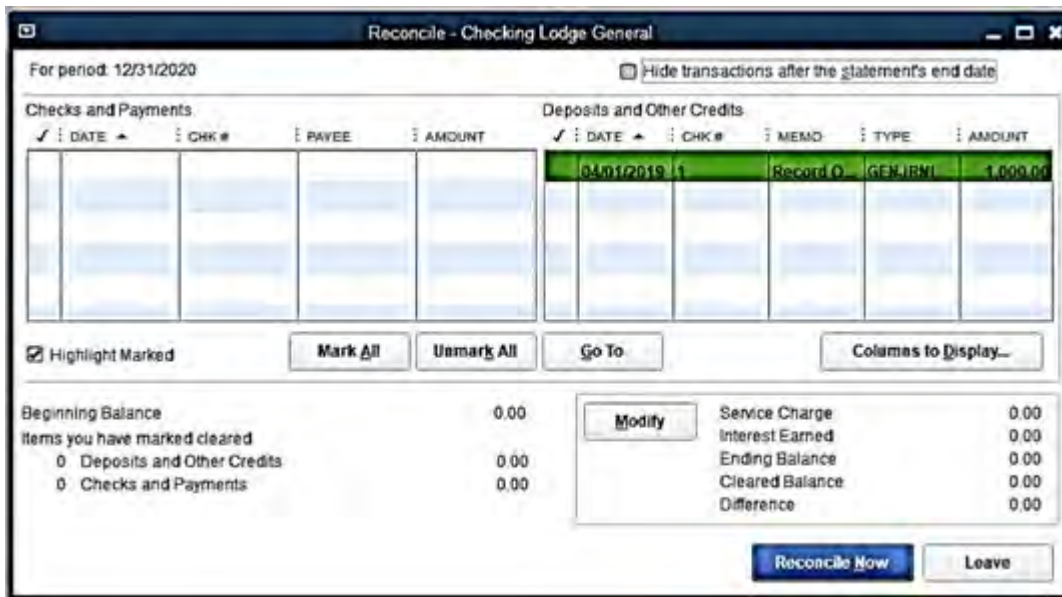 Reconcile - Checking Lodge General
For period: 12/31/2020
Hide transactions after the statement's end date
Checks and Payments
✓ DATE CHK # PAYEE AMOUNT
Deposits and Other Credits
✓ DATE CHK # MEMO TYPE AMOUNT
04/01/2019 1 Record O... GENJRNL 1,000.00
Highlight Marked
Mark All
Unmark All
Go To
Columns to Display...
Beginning Balance 0.00
Items you have marked cleared
0 Deposits and Other Credits 0.00
0 Checks and Payments 0.00
Modify
Service Charge 0.00
Interest Earned 0.00
Ending Balance 0.00
Cleared Balance 0.00
Difference 0.00
Reconcile Now
Leave